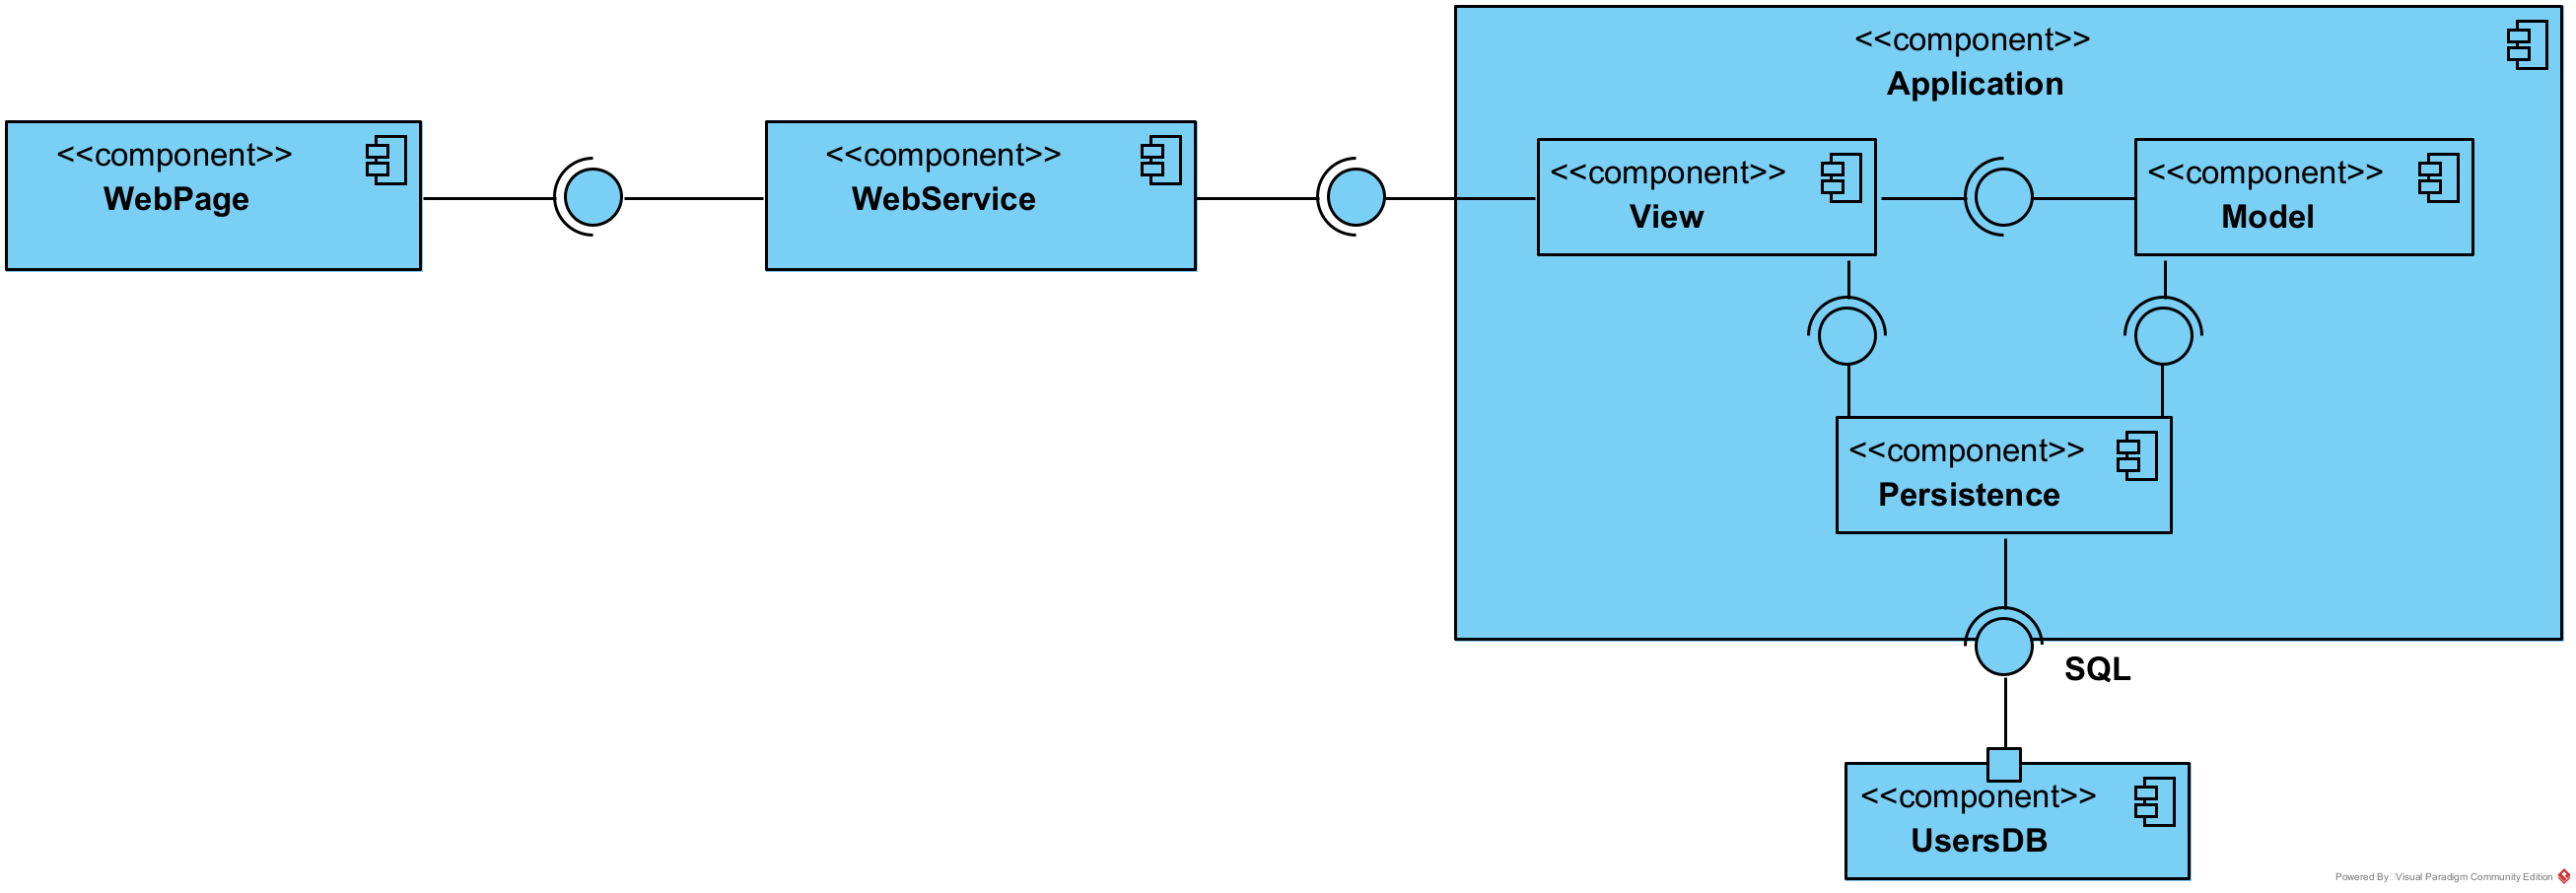 <<component>>
Application
<<component>>
WebPage
<<component>>
WebService
<<component>>
View
<<component>>
Model
<<component>>
Persistence
SQL
<<component>>
UsersDB
Powered By Visual Paradigm Community Edition